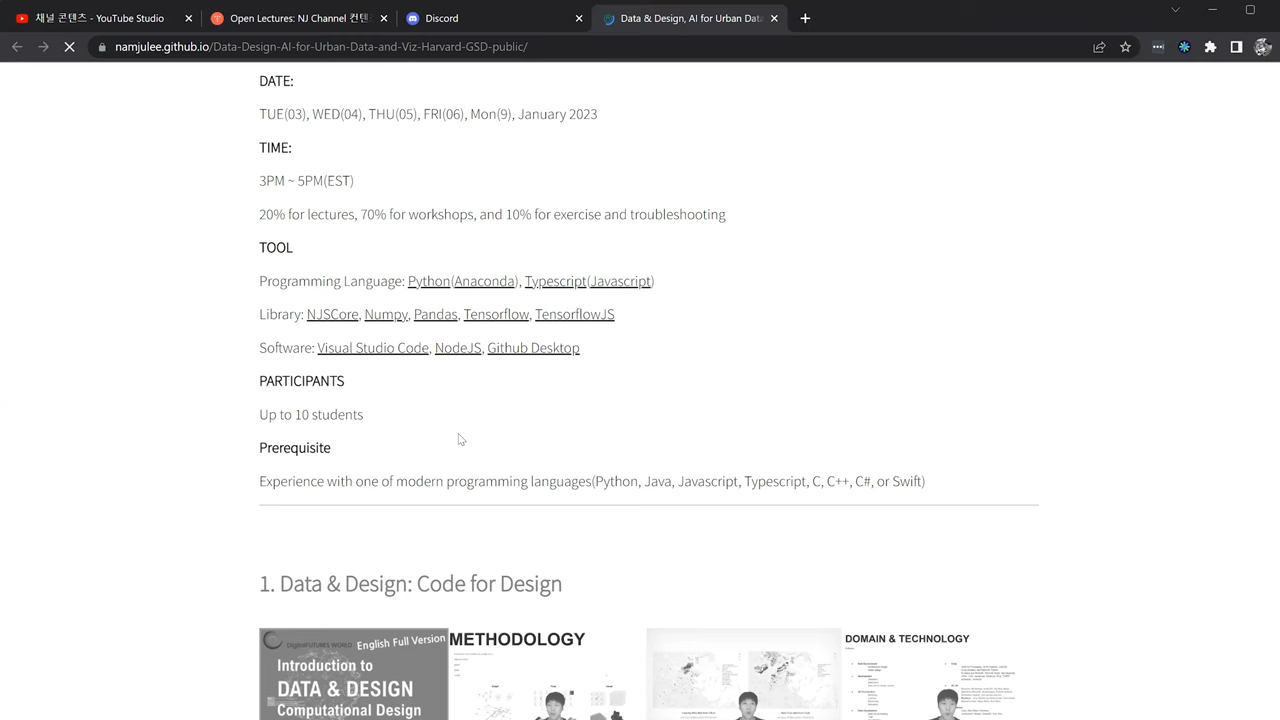 채널 콘텐츠 - YouTube Studio
Open Lectures: NJ Channel 컨텐
Discord
Data & Design, AI for Urban Data
namjulee.github.io/Data-Design-AI-for-Urban-Data-and-Viz-Harvard-GSD-public/
DATE:
TUE(03), WED(04), THU(05), FRI(06), Mon(9), January 2023
TIME:
3PM ~ 5PM(EST)
20% for lectures, 70% for workshops, and 10% for exercise and troubleshooting
TOOL
Programming Language: Python(Anaconda), Typescript(Javascript)
Library: NJSCore, Numpy, Pandas, Tensorflow, TensorflowJS
Software: Visual Studio Code, NodeJS, Github Desktop
PARTICIPANTS
Up to 10 students
Prerequisite
Experience with one of modern programming languages(Python, Java, Javascript, Typescript, C, C++, C#, or Swift)
1. Data & Design: Code for Design
DigitalFUTURES WORLD English Full Version
Introduction to
DATA & DESIGN
METHODOLOGY
DOMAIN & TECHNOLOGY